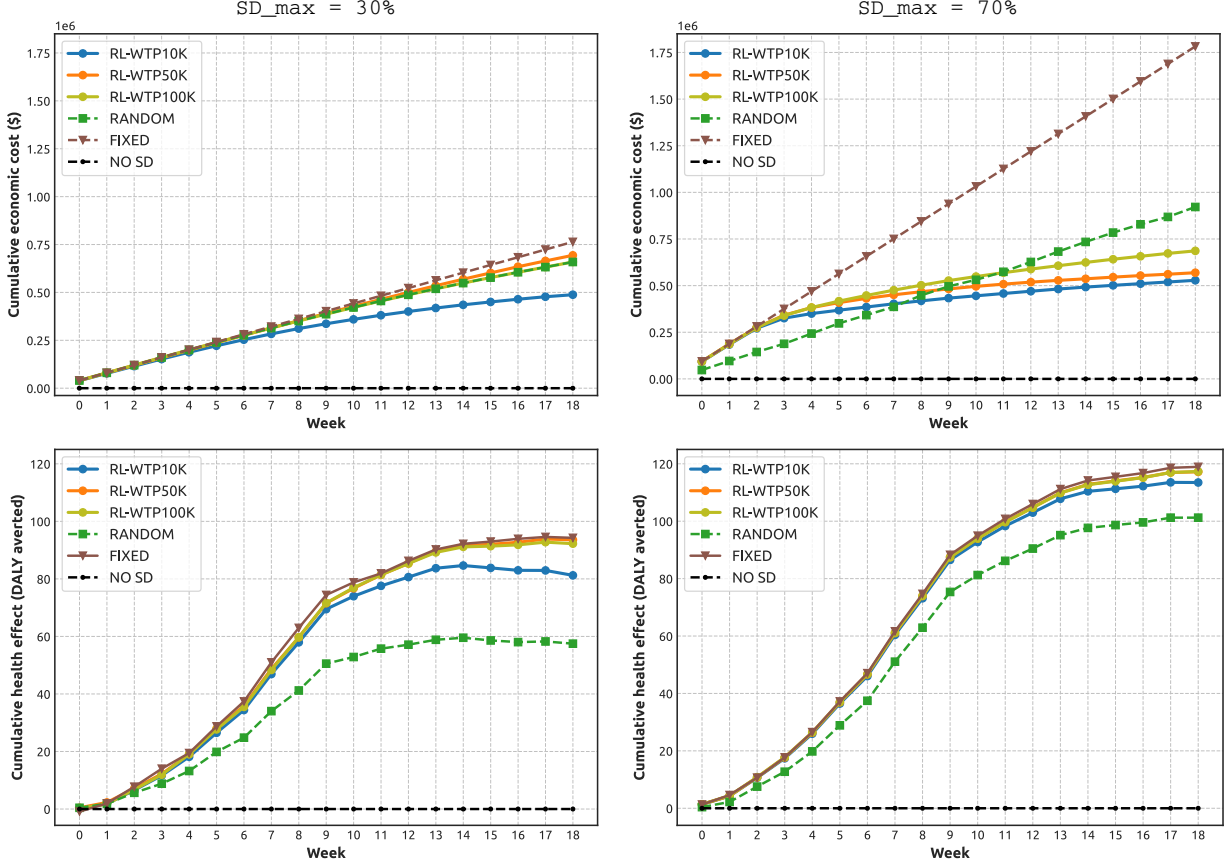 SD_max = 30%
1e6
1.75
1.50
1.25
1.00
0.75
0.50
0.25
0.00
Cumulative economic cost ($)
RL-WTP10K
RL-WTP50K
RL-WTP100K
RANDOM
FIXED
NO SD
0 1 2 3 4 5 6 7 8 9 10 11 12 13 14 15 16 17 18
Week
SD_max = 70%
1e6
1.75
1.50
1.25
1.00
0.75
0.50
0.25
0.00
Cumulative economic cost ($)
RL-WTP10K
RL-WTP50K
RL-WTP100K
RANDOM
FIXED
NO SD
0 1 2 3 4 5 6 7 8 9 10 11 12 13 14 15 16 17 18
Week
120
100
80
60
40
20
0
Cumulative health effect (DALY averted)
RL-WTP10K
RL-WTP50K
RL-WTP100K
RANDOM
FIXED
NO SD
0 1 2 3 4 5 6 7 8 9 10 11 12 13 14 15 16 17 18
Week
120
100
80
60
40
20
0
Cumulative health effect (DALY averted)
RL-WTP10K
RL-WTP50K
RL-WTP100K
RANDOM
FIXED
NO SD
0 1 2 3 4 5 6 7 8 9 10 11 12 13 14 15 16 17 18
Week